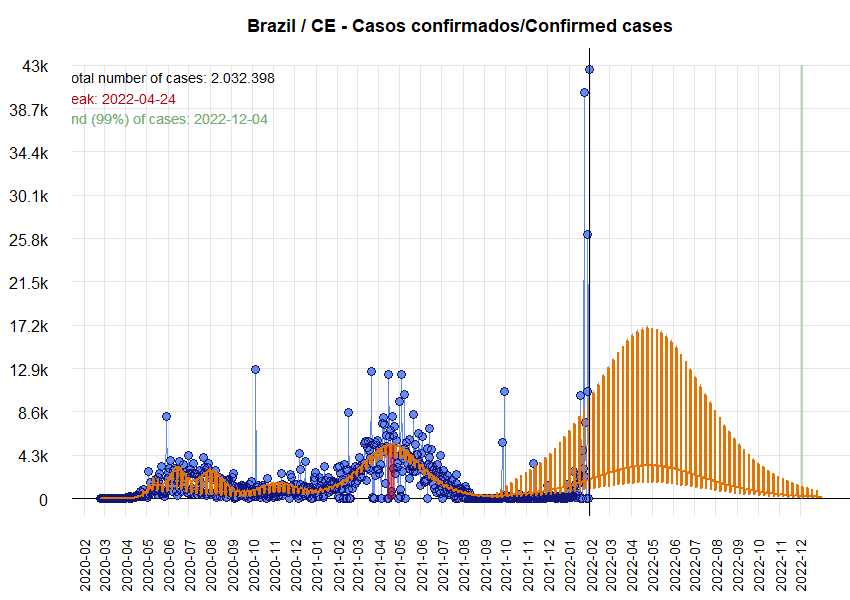 Brazil / CE - Casos confirmados/Confirmed cases
43k
38.7k
34.4k
30.1k
25.8k
21.5k
17.2k
12.9k
8.6k
4.3k
0
otal number of cases: 2.032.398
eak: 2022-04-24
nd (99%) of cases: 2022-12-04
2020-02
2020-03
2020-04
2020-05
2020-06
2020-07
2020-08
2020-09
2020-10
2020-11
2020-12
2021-01
2021-02
2021-03
2021-04
2021-05
2021-06
2021-07
2021-08
2021-09
2021-10
2021-11
2021-12
2022-01
2022-02
2022-03
2022-04
2022-05
2022-06
2022-07
2022-08
2022-09
2022-10
2022-11
2022-12